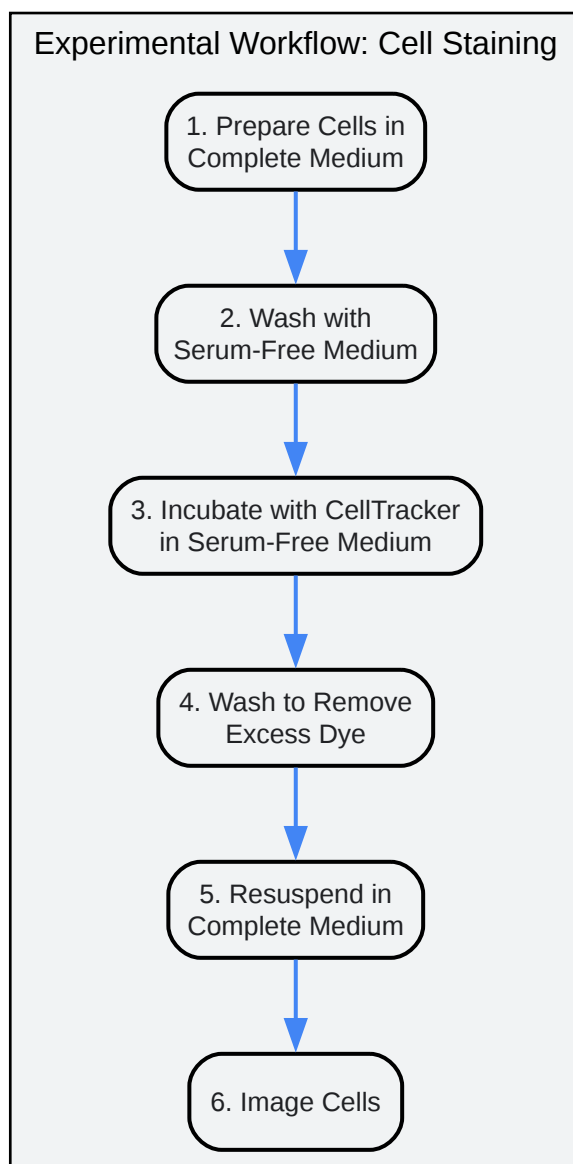 Experimental Workflow: Cell Staining
1. Prepare Cells in
Complete Medium
2. Wash with
Serum-Free Medium
3. Incubate with CellTracker
in Serum-Free Medium
4. Wash to Remove
Excess Dye
5. Resuspend in
Complete Medium
6. Image Cells